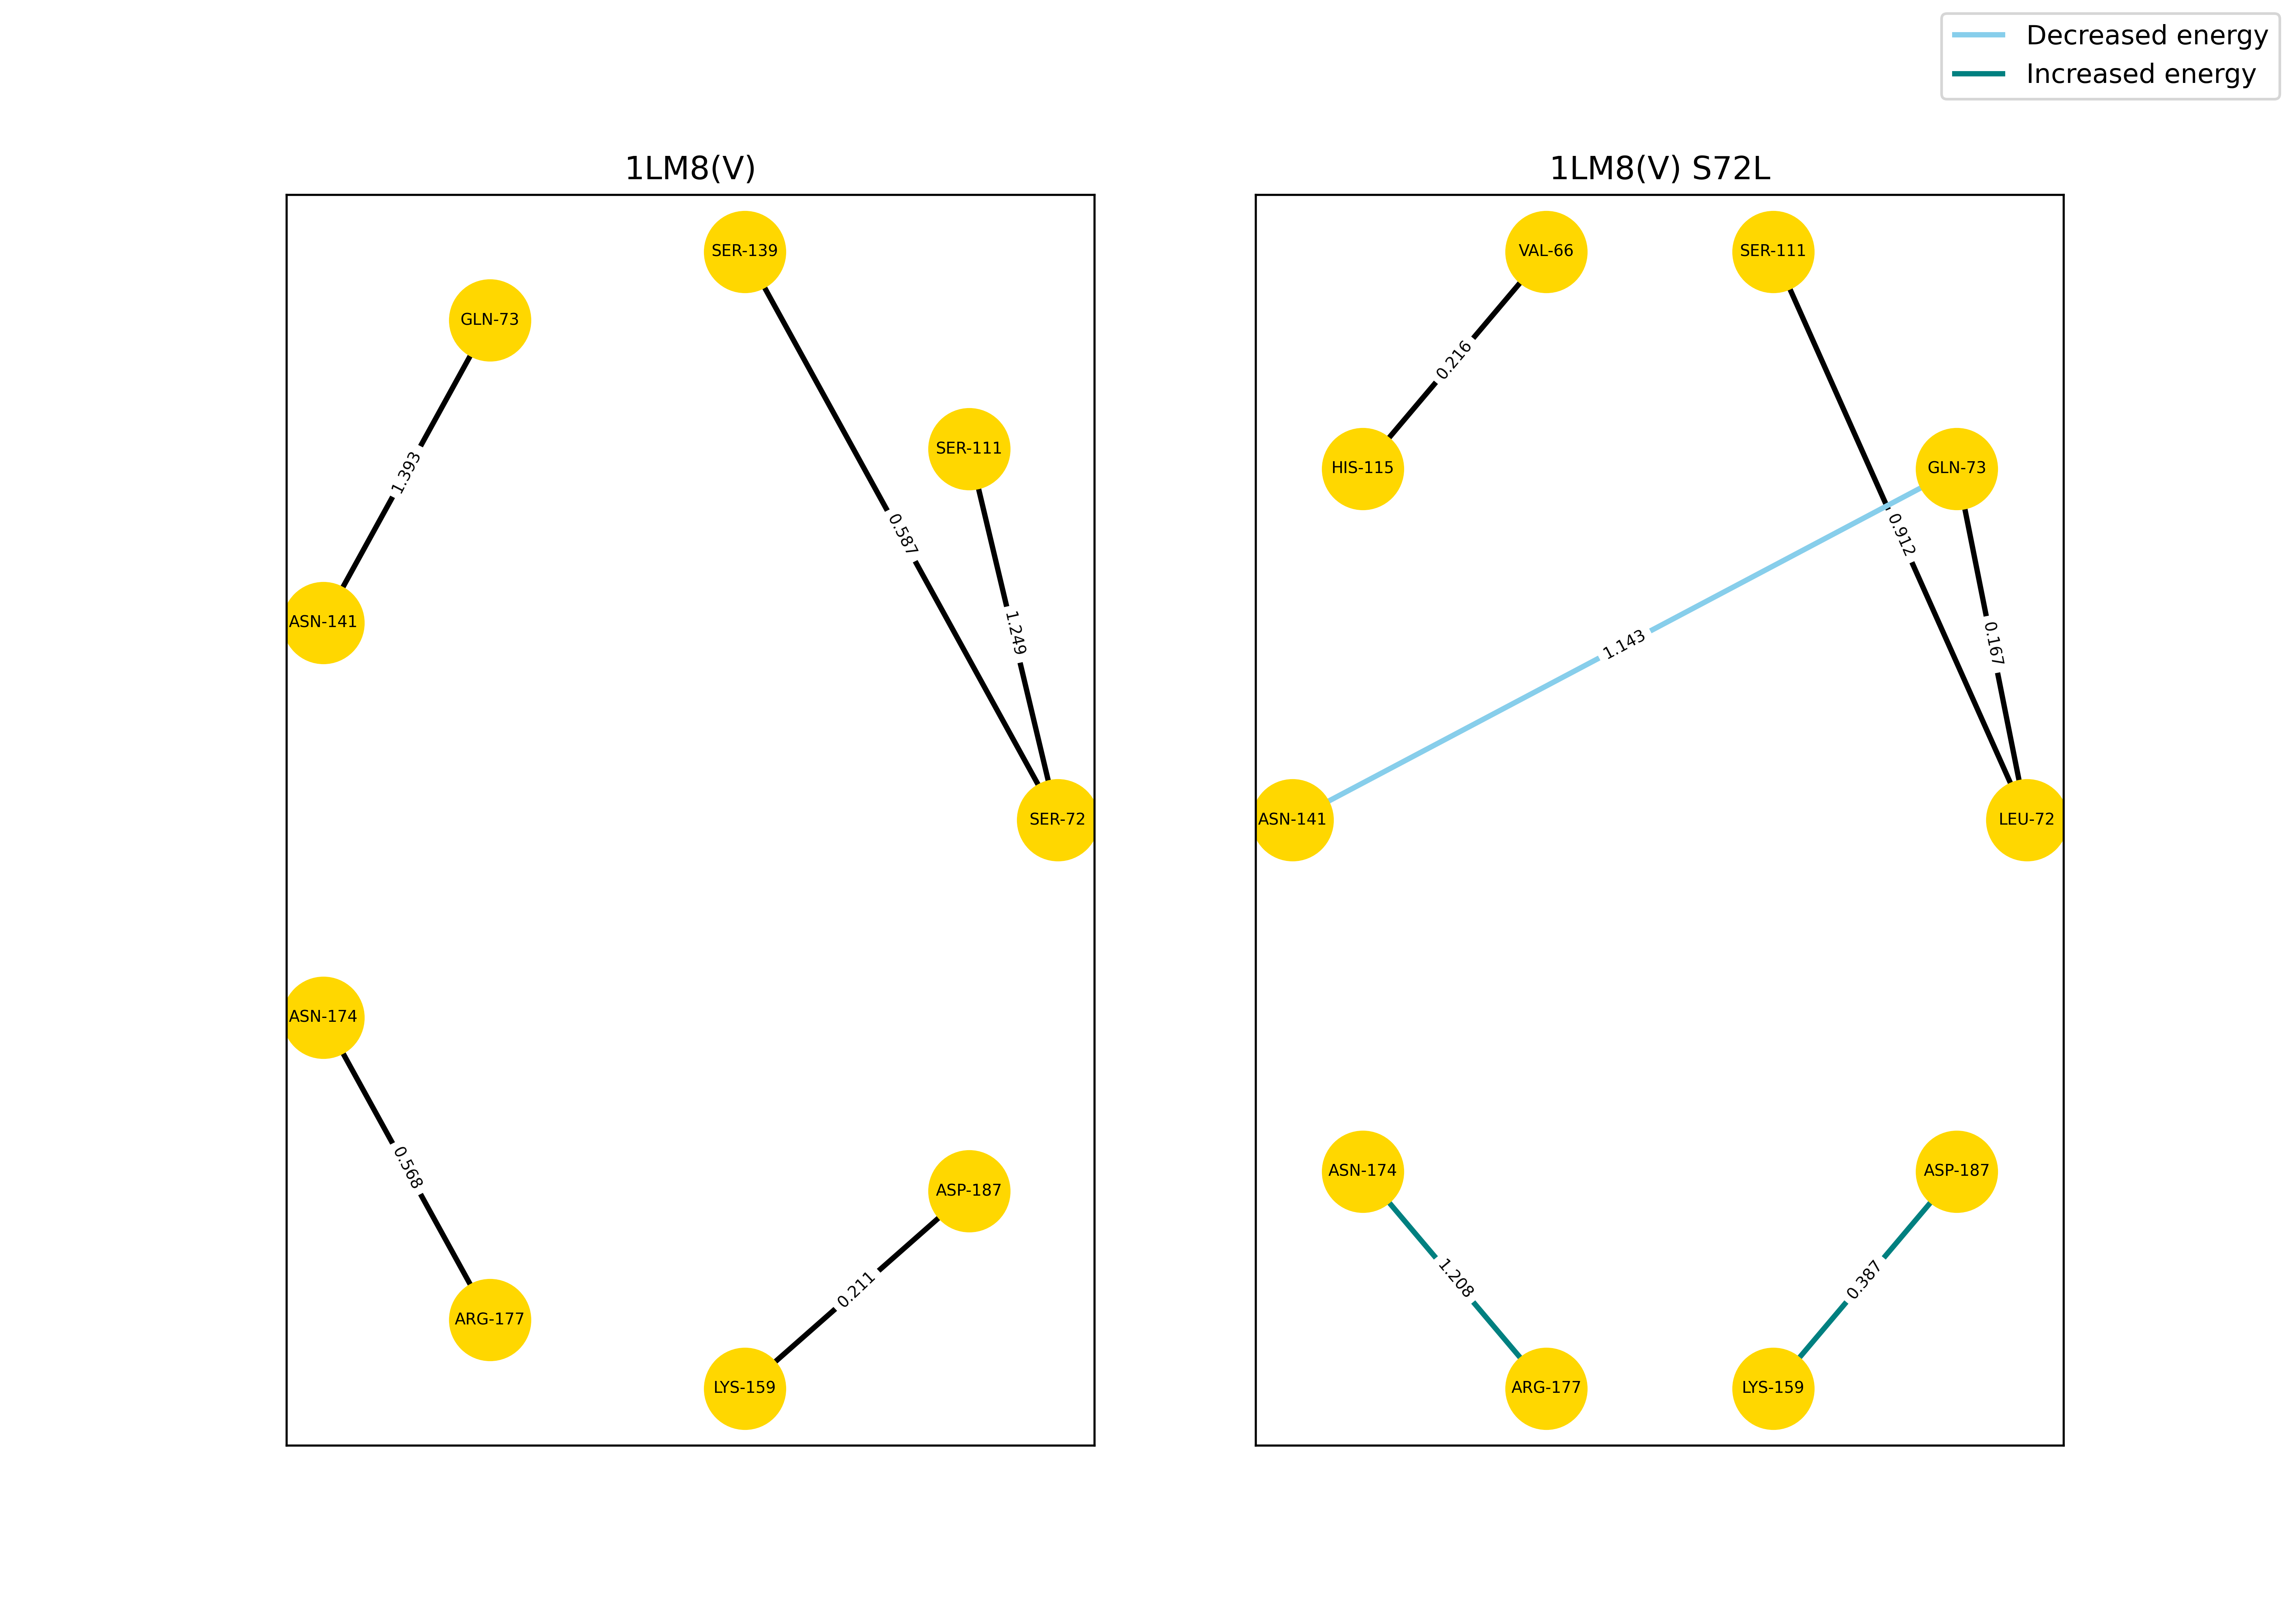 Decreased energy
Increased energy
1LM8(V)
SER-139
GLN-73
SER-111
1.393
0.587
ASN-141
1.249
SER-72
ASN-174
0.568
ASP-187
0.211
ARG-177
LYS-159
1LM8(V) S72L
VAL-66
SER-111
0.216
HIS-115
GLN-73
0.912
1.143
0.167
ASN-141
LEU-72
ASN-174
ASP-187
1.208
0.387
ARG-177
LYS-159